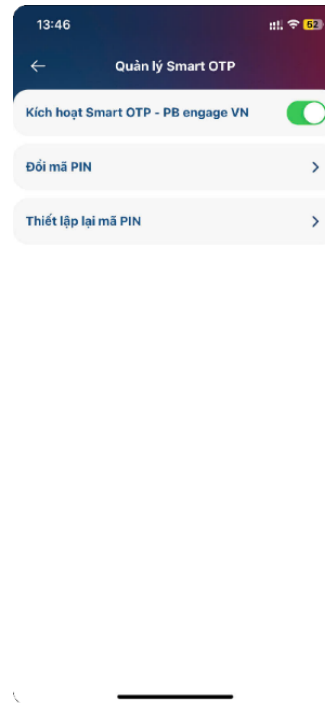 13:46
52
Quản lý Smart OTP
Kích hoạt Smart OTP - PB engage VN
Đổi mã PIN
Thiết lập lại mã PIN